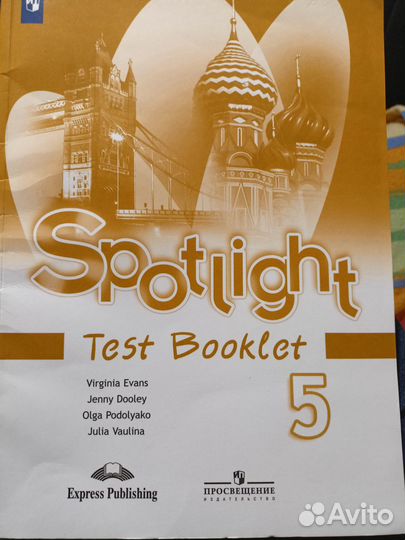 Spotlight
Test Booklet
Virginia Evans
Jenny Dooley
Olga Podolyako
Julia Vaulina
5
Express Publishing
ПРОСВЕЩЕНИЕ
ИЗДАТЕЛЬСТВО
Avito